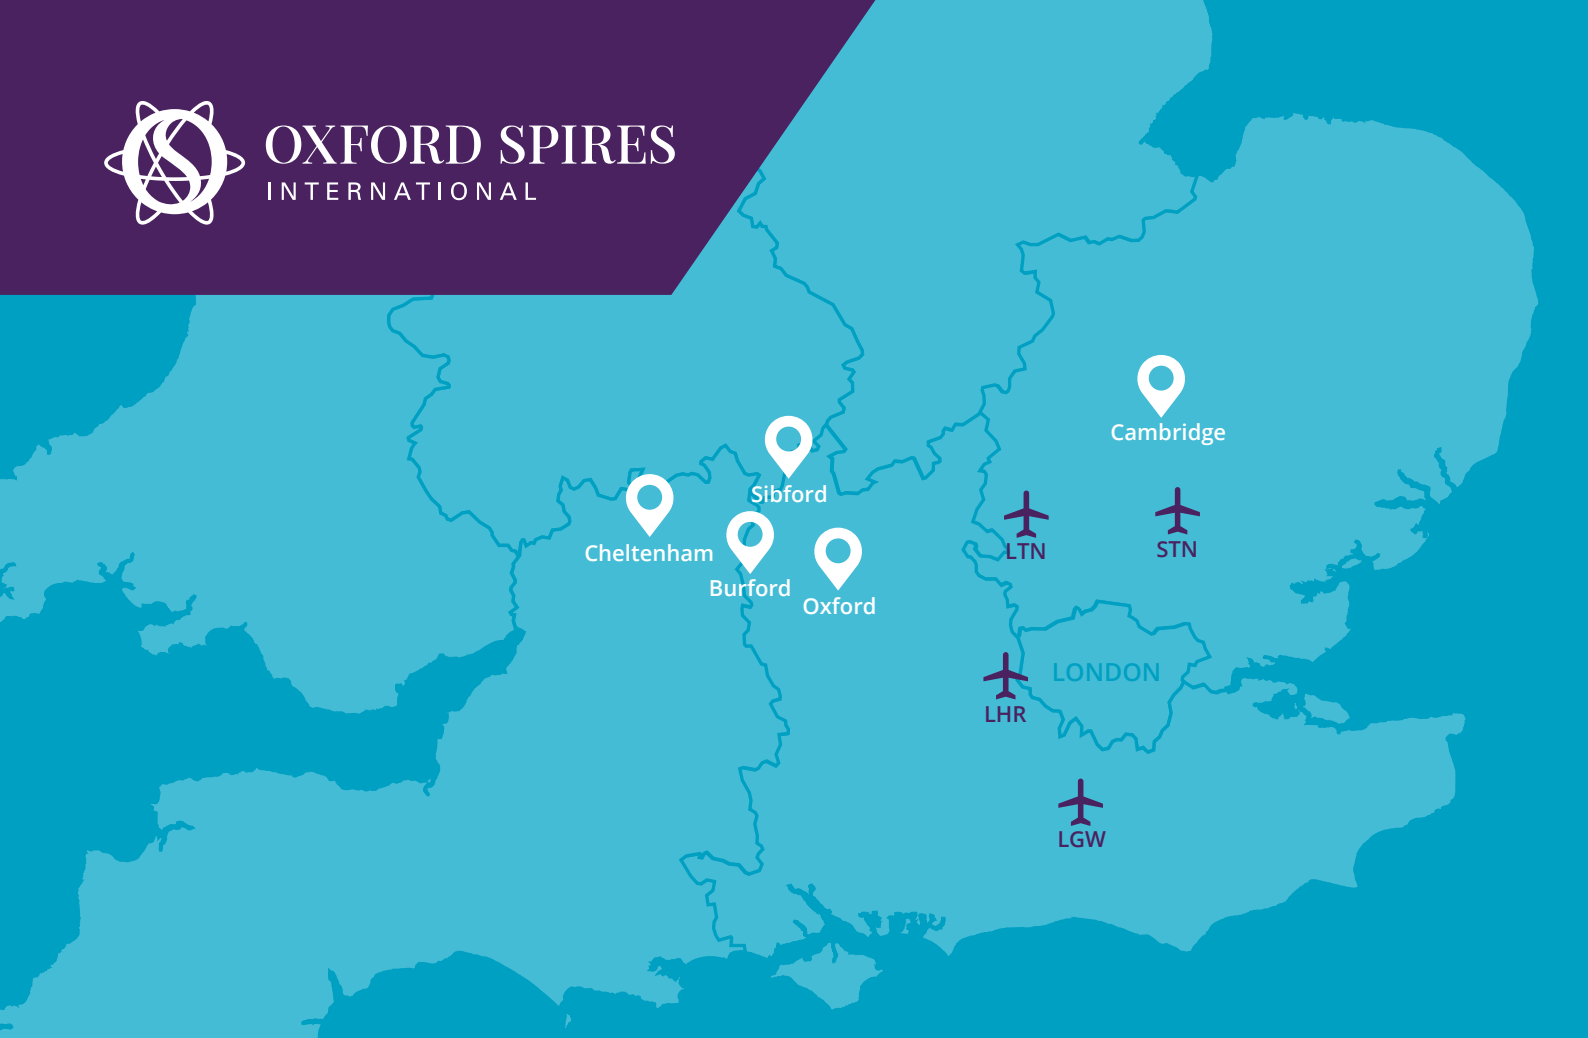 OXFORD SPIRES
INTERNATIONAL
Cambridge
Sibford
Cheltenham
LTN
STN
Burford
Oxford
LONDON
LHR
LGW